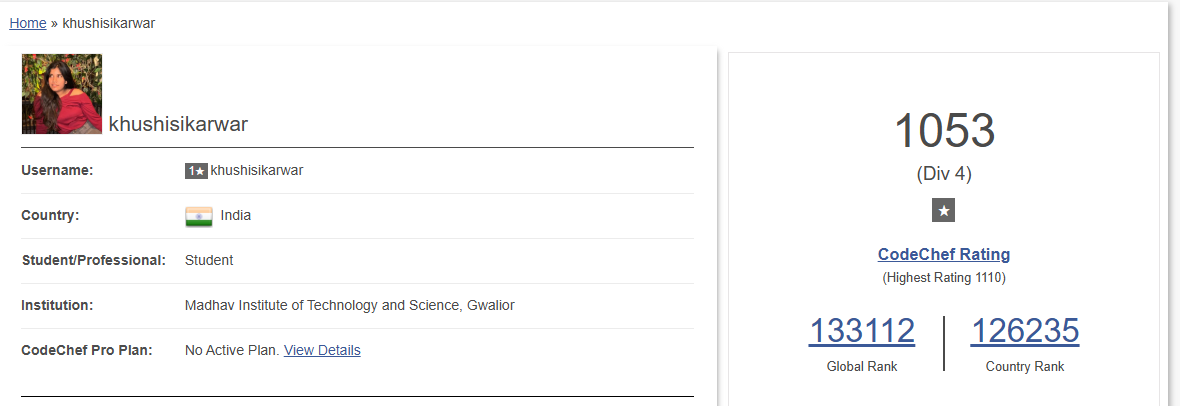 Home » khushisikarwar
khushisikarwar
Username: 1★ khushisikarwar
Country: India
Student/Professional: Student
Institution: Madhav Institute of Technology and Science, Gwalior
CodeChef Pro Plan: No Active Plan. View Details
1053
(Div 4)
★
CodeChef Rating
(Highest Rating 1110)
133112 126235
Global Rank Country Rank